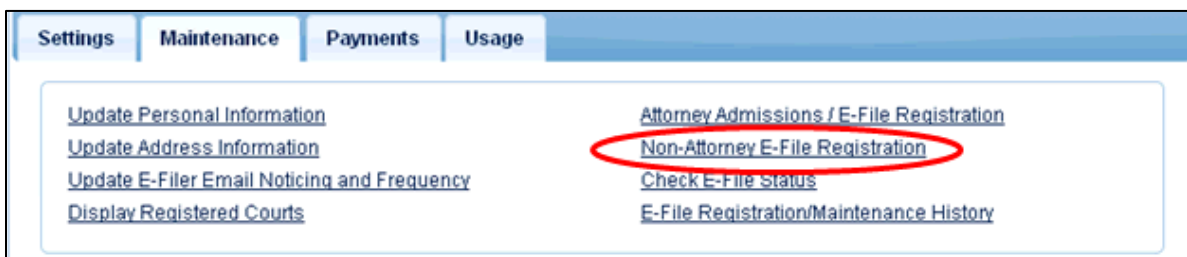 Settings Maintenance Payments Usage
Update Personal Information
Update Address Information
Update E-Filer Email Noticing and Frequency
Display Registered Courts
Attorney Admissions / E-File Registration
Non-Attorney E-File Registration
Check E-File Status
E-File Registration/Maintenance History